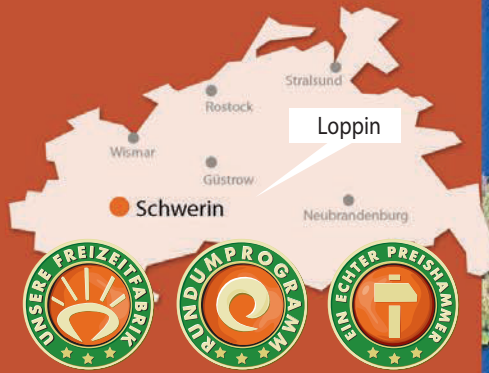 Stralsund
Rostock
Loppin
Wismar
Güstrow
Schwerin
Neubrandenburg
UNSERE FREIZEITFABRIK
RUNDUMPROGRAMM
EIN ECHTER PREISHAMMER